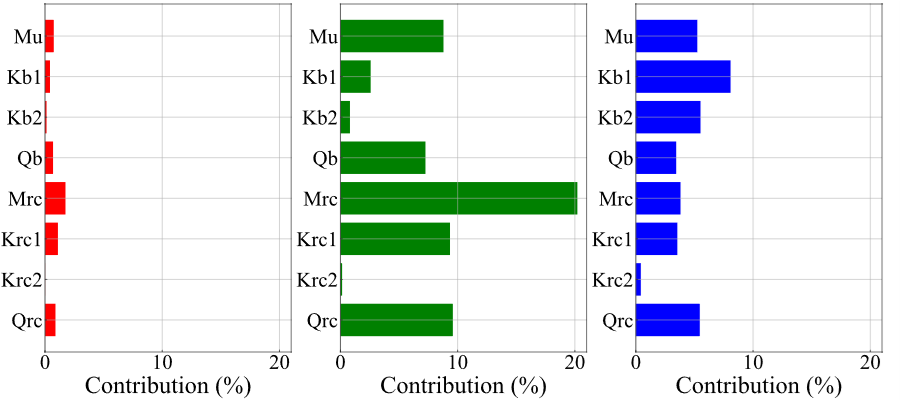 Mu
Kb1
Kb2
Qb
Mrc
Krc1
Krc2
Qrc
0 10 20
Contribution (%)
Mu
Kb1
Kb2
Qb
Mrc
Krc1
Krc2
Qrc
0 10 20
Contribution (%)
Mu
Kb1
Kb2
Qb
Mrc
Krc1
Krc2
Qrc
0 10 20
Contribution (%)